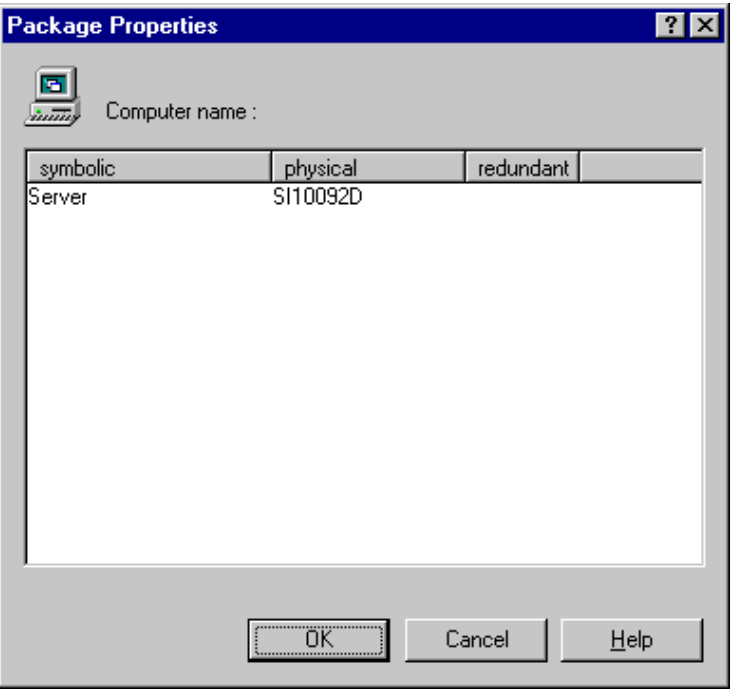 Package Properties
Computer name :
symbolic physical redundant
Server SI10092D
OK Cancel Help